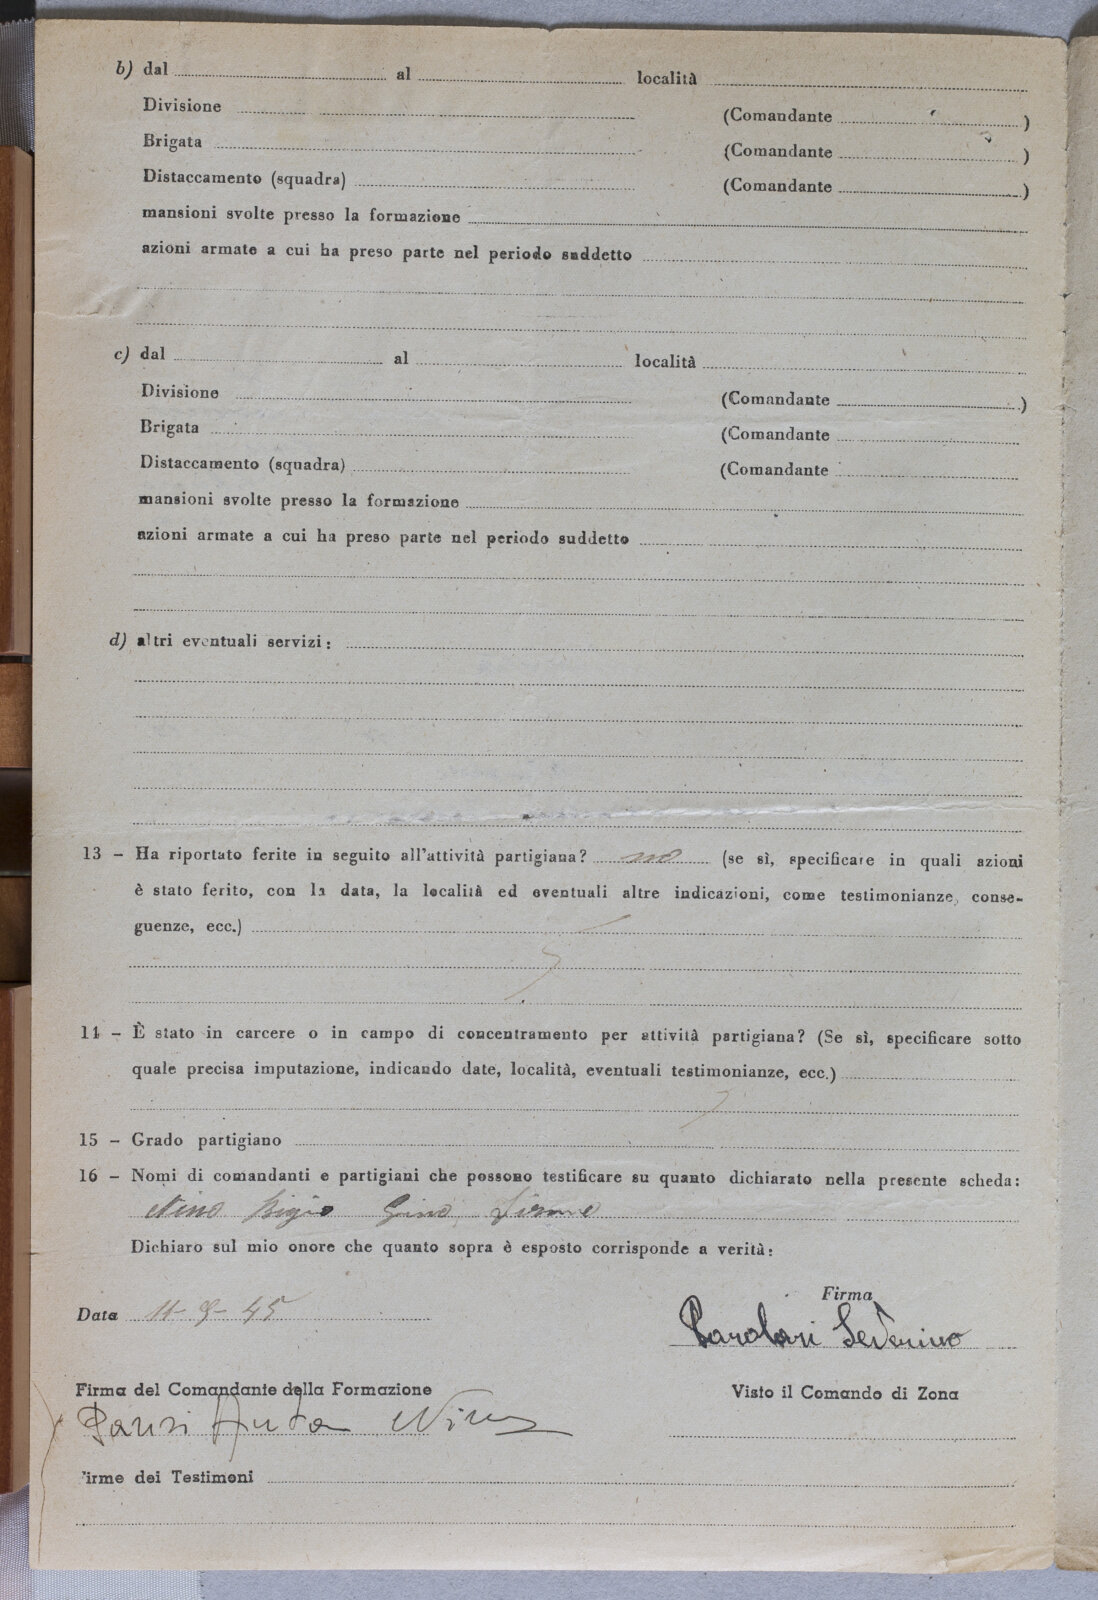 b) dal al località
Divisione (Comandante )
Brigata (Comandante )
Distaccamento (squadra) (Comandante )
mansioni svolte presso la formazione
azioni armate a cui ha preso parte nel periodo suddetto
c) dal al località
Divisione (Comandante )
Brigata (Comandante
Distaccamento (squadra) (Comandante
mansioni svolte presso la formazione
azioni armate a cui ha preso parte nel periodo suddetto
d) altri eventuali servizi:
13 – Ha riportato ferite in seguito all'attività partigiana? no (se sì, specificare in quali azioni
è stato ferito, con la data, la località ed eventuali altre indicazioni, come testimonianze, conse-
guenze, ecc.)
14 – È stato in carcere o in campo di concentramento per attività partigiana? (Se sì, specificare sotto
quale precisa imputazione, indicando date, località, eventuali testimonianze, ecc.)
15 – Grado partigiano
16 – Nomi di comandanti e partigiani che possono testificare su quanto dichiarato nella presente scheda:
Nino Gino
Dichiaro sul mio onore che quanto sopra è esposto corrisponde a verità:
Firma
Data 11-9-45 Parolari Severino
Firma del Comandante della Formazione Visto il Comando di Zona
Nino
Firme dei Testimoni